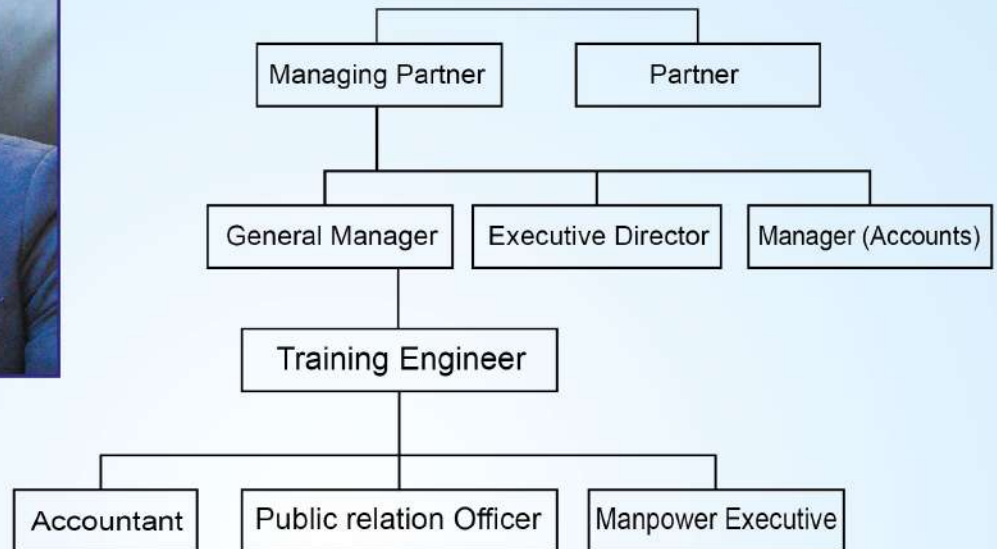 Managing Partner
Partner
General Manager
Executive Director
Manager (Accounts)
Training Engineer
Accountant
Public relation Officer
Manpower Executive